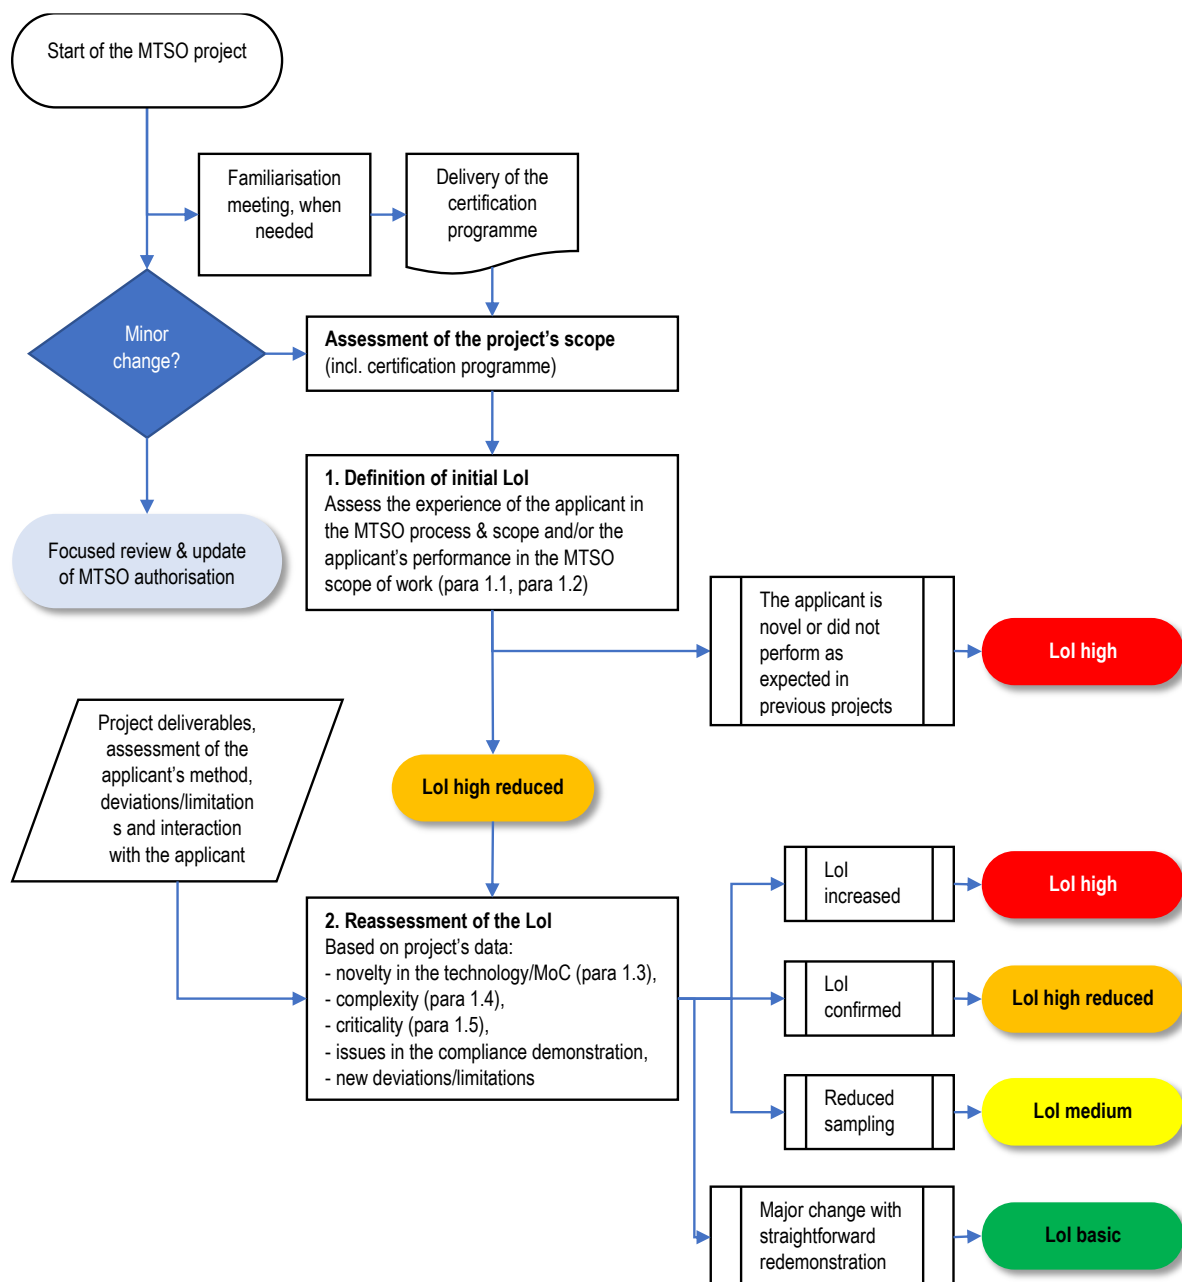 Start of the MTSO project
Familiarisation
meeting, when
needed
Delivery of the
certification
programme
Minor
change?
Assessment of the project's scope
(incl. certification programme)
1. Definition of initial LoI
Assess the experience of the applicant in
the MTSO process & scope and/or the
applicant's performance in the MTSO
scope of work (para 1.1, para 1.2)
Focused review & update
of MTSO authorisation
The applicant is
novel or did not
perform as
expected in
previous projects
LoI high
Project deliverables,
assessment of the
applicant's method,
deviations/limitation
s and interaction
with the applicant
LoI high reduced
2. Reassessment of the LoI
Based on project's data:
- novelty in the technology/MoC (para 1.3),
- complexity (para 1.4),
- criticality (para 1.5),
- issues in the compliance demonstration,
- new deviations/limitations
LoI
increased
LoI high
LoI
confirmed
LoI high reduced
Reduced
sampling
LoI medium
Major change with
straightforward
redemonstration
LoI basic